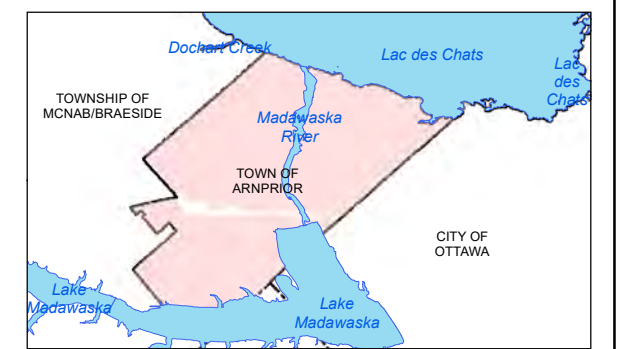 Dochart Creek
Lac des Chats
Lac
des
Chats
TOWNSHIP OF
MCNAB/BRAESIDE
Madawaska
River
TOWN OF
ARNPRIOR
CITY OF
OTTAWA
Lake
Madawaska
Lake
Madawaska